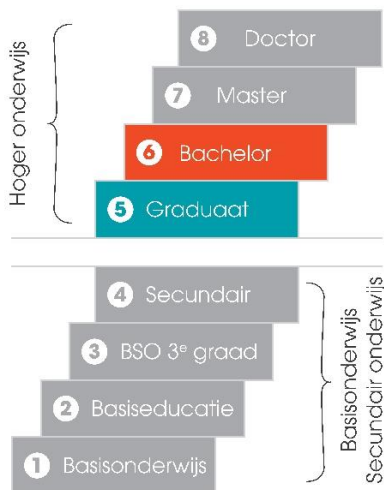 8 Doctor
7 Master
6 Bachelor
5 Graduaat
Hoger onderwijs
4 Secundair
3 BSO 3ᵉ graad
2 Basiseducatie
1 Basisonderwijs
Basisonderwijs
Secundair onderwijs